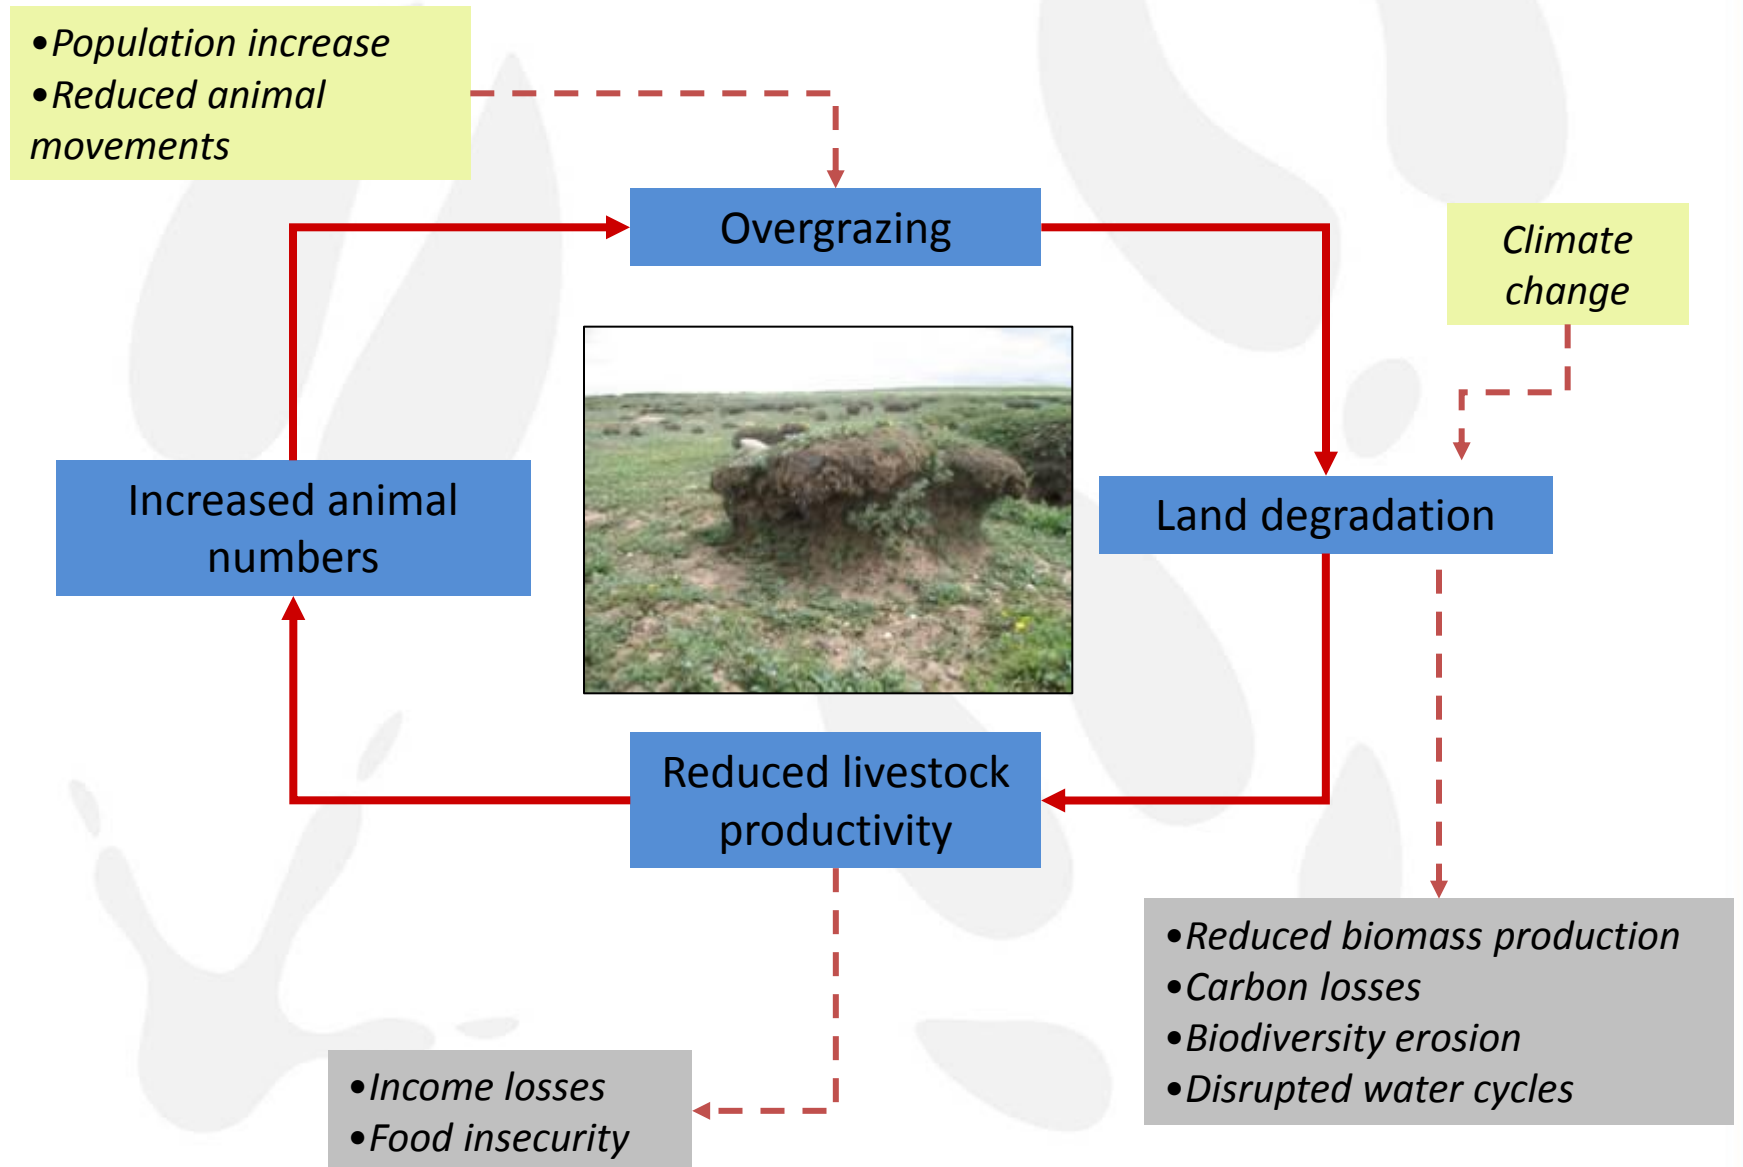 •Population increase
•Reduced animal
movements
Overgrazing
Climate
change
Increased animal
numbers
Land degradation
Reduced livestock
productivity
•Reduced biomass production
•Carbon losses
•Biodiversity erosion
•Disrupted water cycles
•Income losses
•Food insecurity